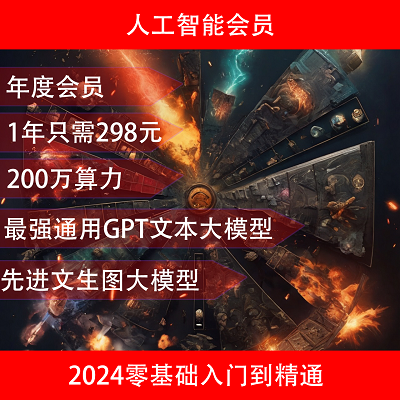 人工智能会员
年度会员
1年只需298元
200万算力
最强通用GPT文本大模型
先进文生图大模型
2024零基础入门到精通